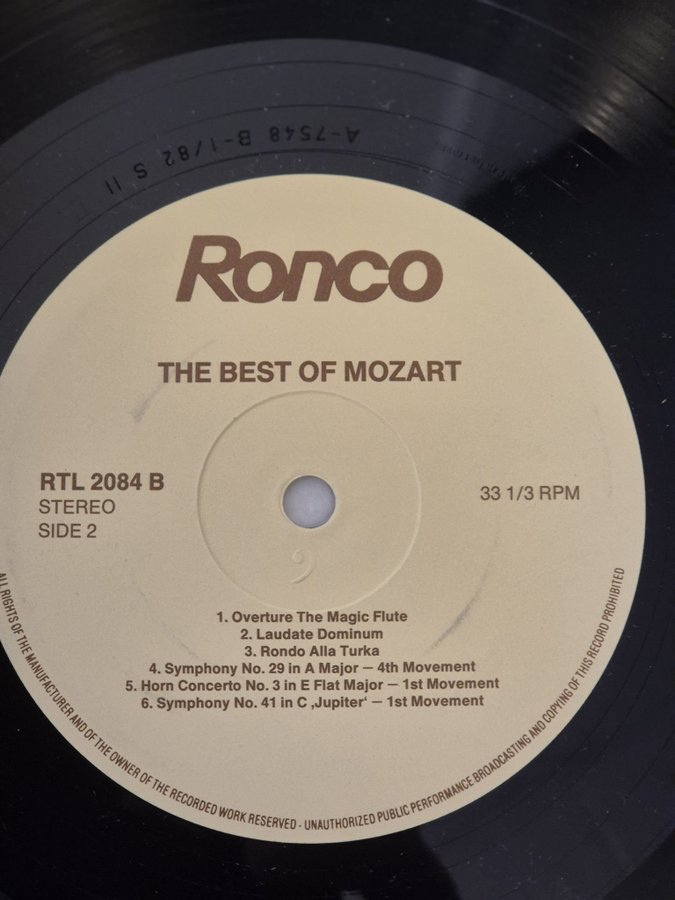 A-7548 B-1/82 S II
Ronco
THE BEST OF MOZART
RTL 2084 B
STEREO
SIDE 2
33 1/3 RPM
1. Overture The Magic Flute
2. Laudate Dominum
3. Rondo Alla Turka
4. Symphony No. 29 in A Major — 4th Movement
5. Horn Concerto No. 3 in E Flat Major — 1st Movement
6. Symphony No. 41 in C ‚Jupiter‘ — 1st Movement
ALL RIGHTS OF THE MANUFACTURER AND OF THE OWNER OF THE RECORDED WORK RESERVED - UNAUTHORIZED PUBLIC PERFORMANCE BROADCASTING AND COPYING OF THIS RECORD PROHIBITED